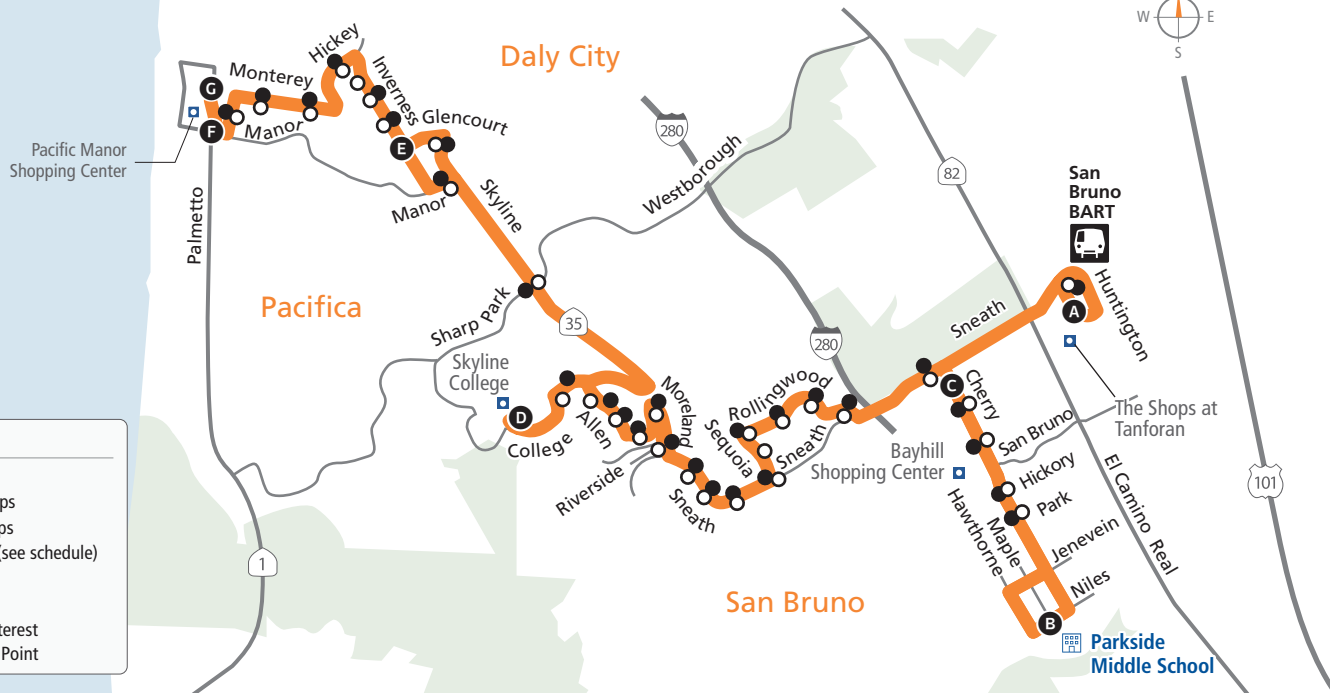 W
E
S
Daly City
Hickey
Monterey
Inverness
G
Glencourt
F
Manor
E
Pacific Manor
Shopping Center
Manor
Skyline
Palmetto
280
Westborough
82
San
Bruno
BART
Huntington
A
Pacifica
Sharp Park
35
Sneath
280
Skyline
College
D
College
Allen
Moreland
Rollingwood
Sequoia
Sneath
Riverside
Sneath
C
Cherry
The Shops at
Tanforan
San Bruno
Bayhill
Shopping Center
Hickory
Park
Hawthorne
Maple
Jenevein
Niles
El Camino Real
101
1
San Bruno
B
Parkside
Middle School
ps
ps
(see schedule)
terest
Point